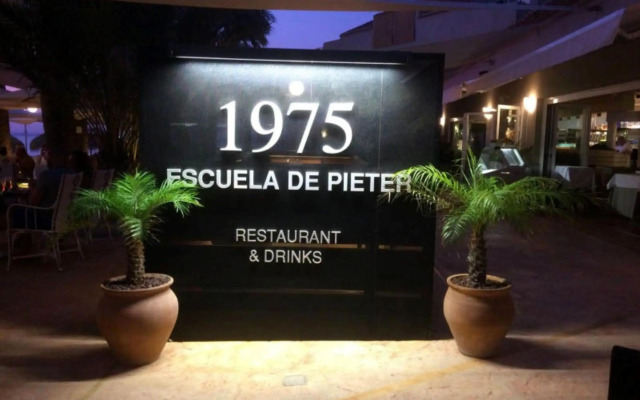 1975
ESCUELA DE PIETER
RESTAURANT
& DRINKS